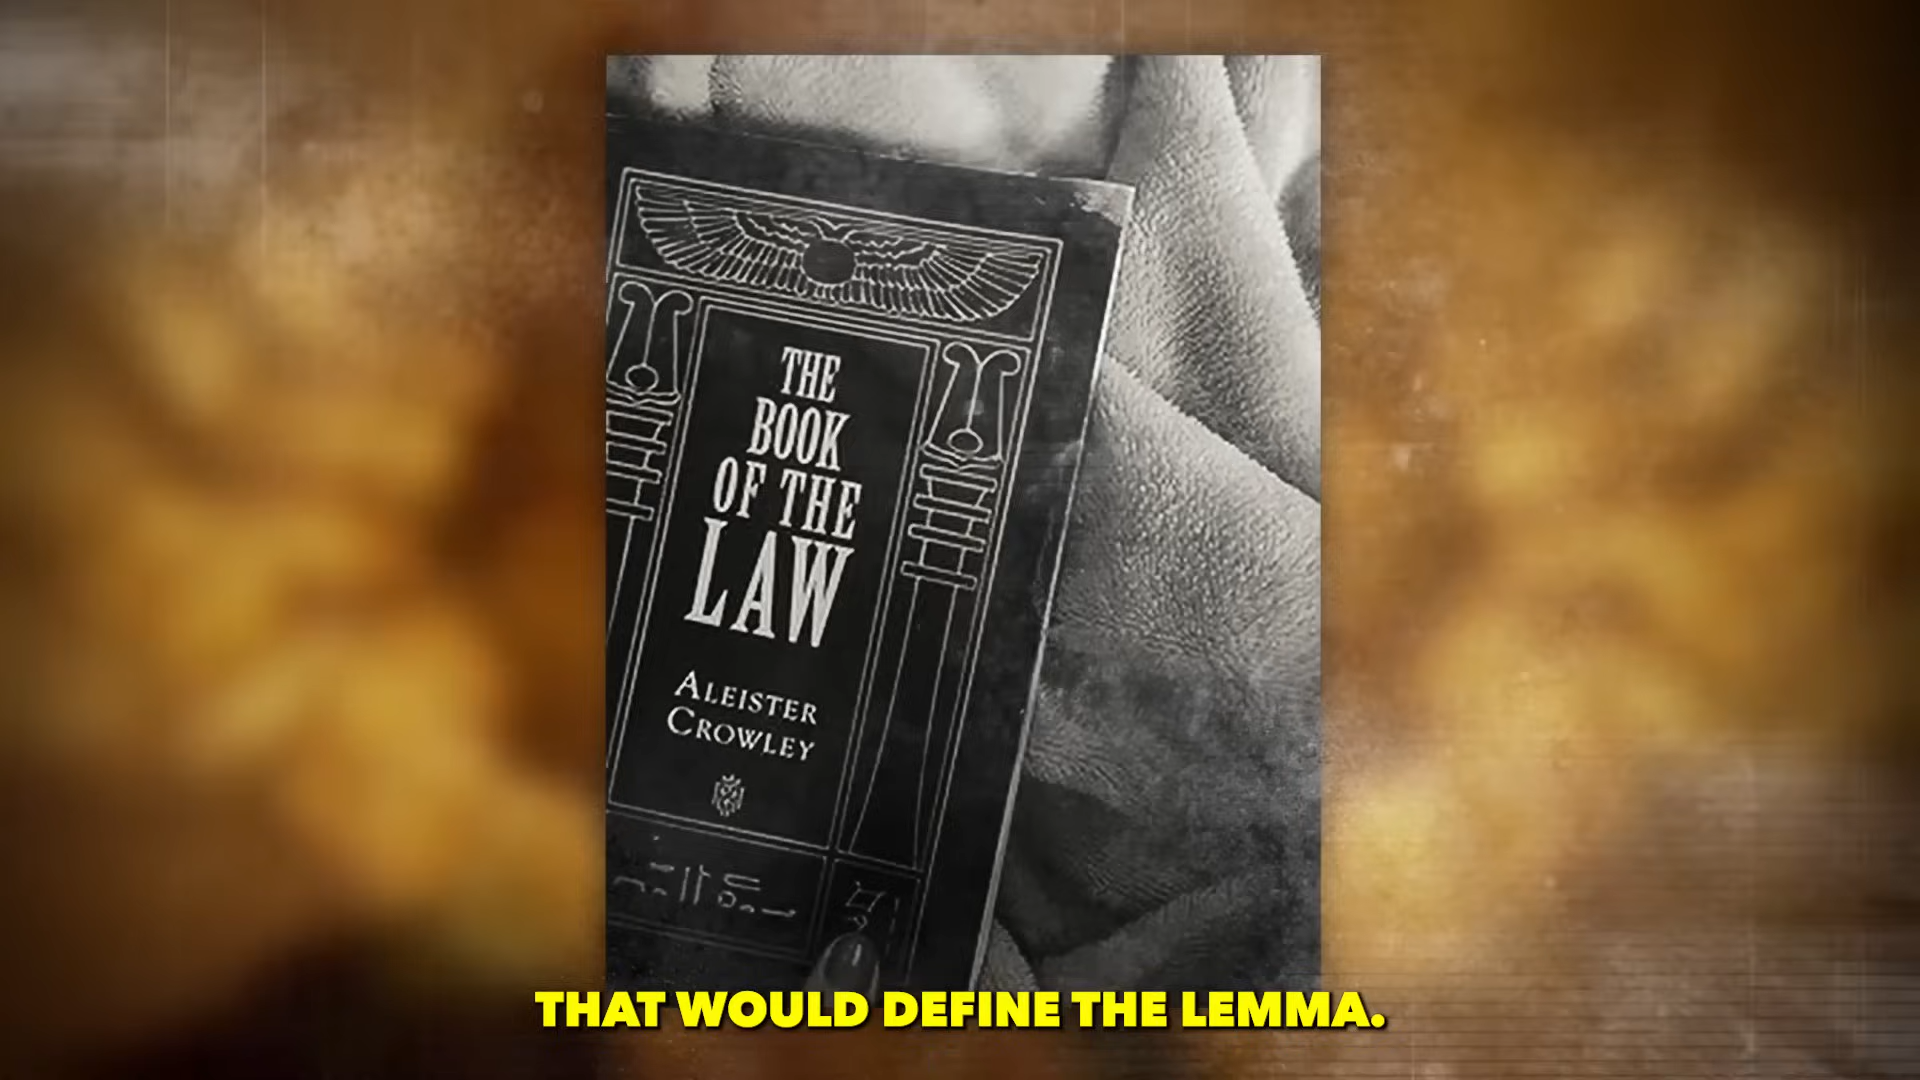 THE
BOOK
OF THE
LAW
ALEISTER
CROWLEY
THAT WOULD DEFINE THE LEMMA.